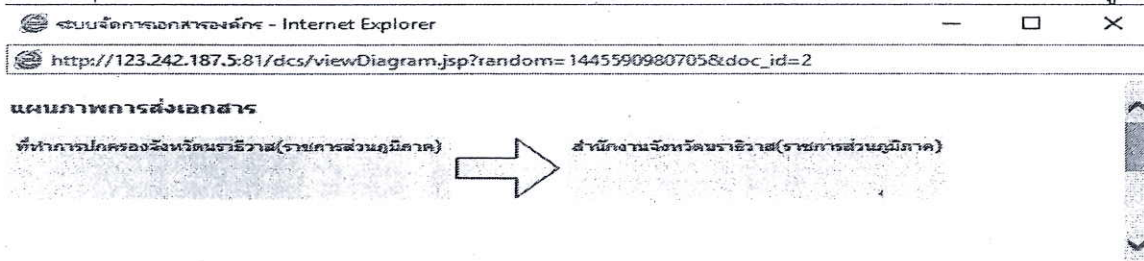 ระบบจัดการเอกสารองค์กร - Internet Explorer
http://123.242.187.5:81/dcs/viewDiagram.jsp?random=1445590980705&doc_id=2
แผนภาพการส่งเอกสาร
ที่ทำการปกครองจังหวัดนราธิวาส(ราชการส่วนภูมิภาค)
สำนักงานจังหวัดนราธิวาส(ราชการส่วนภูมิภาค)